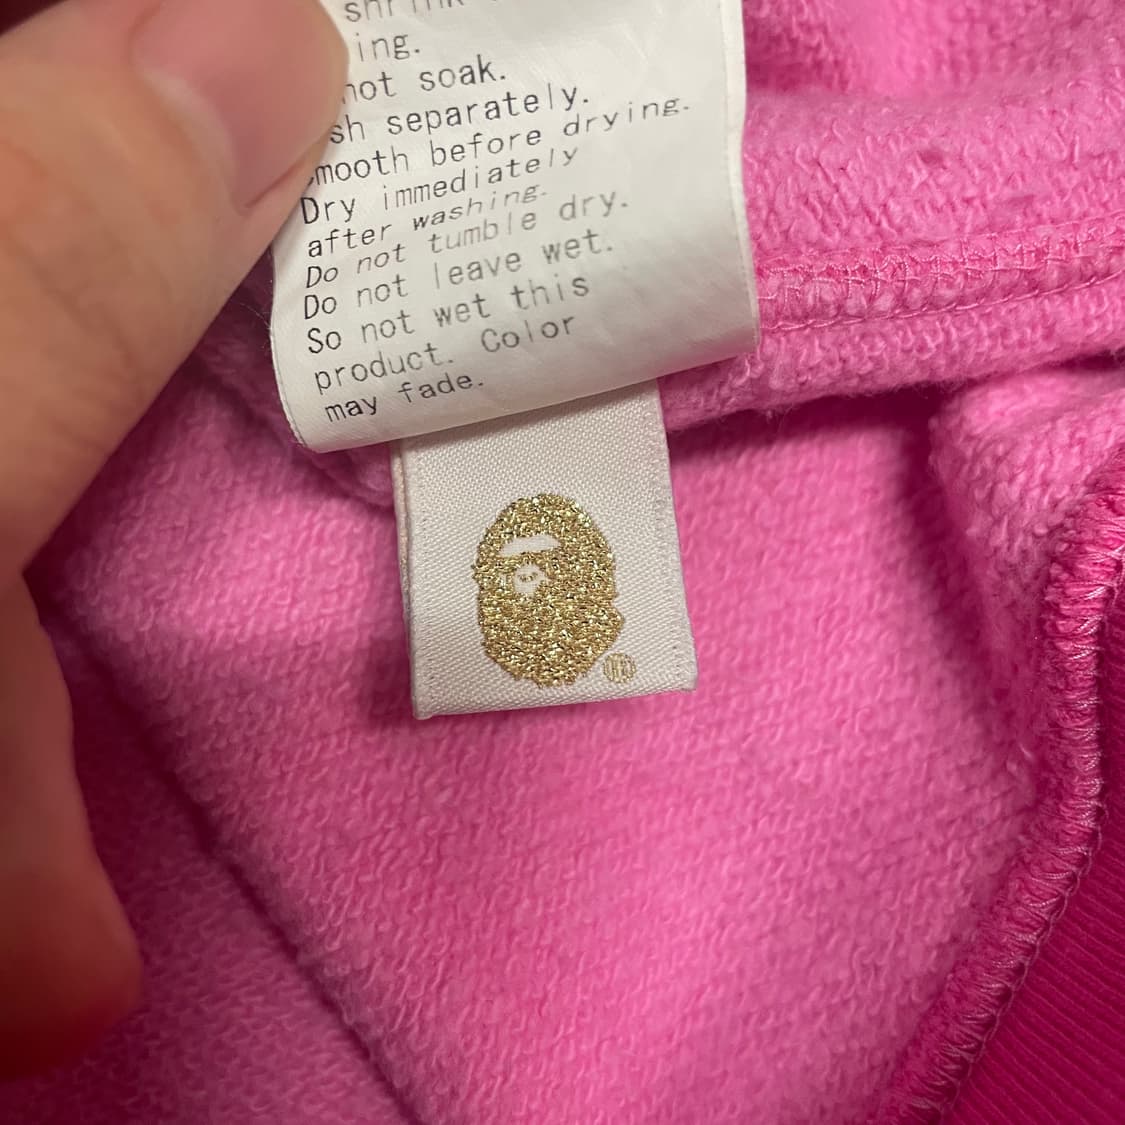 shrink
ing.
not soak.
sh separately.
mooth before drying.
Dry immediately
after washing.
Do not tumble dry.
Do not leave wet.
So not wet this
product. Color
may fade.
®